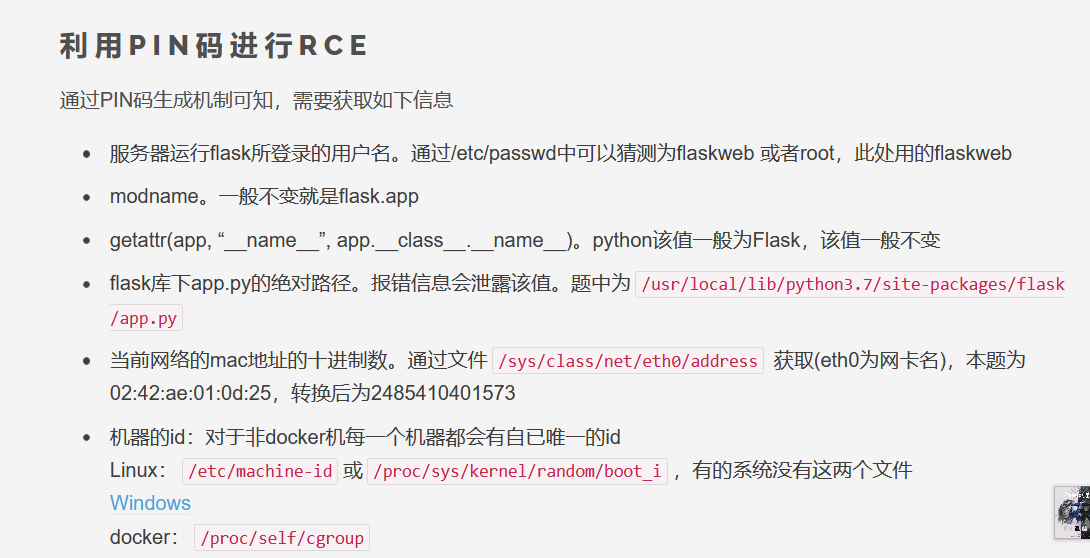 利用PIN码进行RCE
通过PIN码生成机制可知，需要获取如下信息
服务器运行flask所登录的用户名。通过/etc/passwd中可以猜测为flaskweb 或者root，此处用的flaskweb
modname。一般不变就是flask.app
getattr(app, “__name__”, app.__class__.__name__)。python该值一般为Flask，该值一般不变
flask库下app.py的绝对路径。报错信息会泄露该值。题中为 /usr/local/lib/python3.7/site-packages/flask
/app.py
当前网络的mac地址的十进制数。通过文件 /sys/class/net/eth0/address 获取(eth0为网卡名)，本题为
02:42:ae:01:0d:25，转换后为2485410401573
机器的id：对于非docker机每一个机器都会有自已唯一的id
Linux： /etc/machine-id 或 /proc/sys/kernel/random/boot_i ，有的系统没有这两个文件
Windows
docker： /proc/self/cgroup